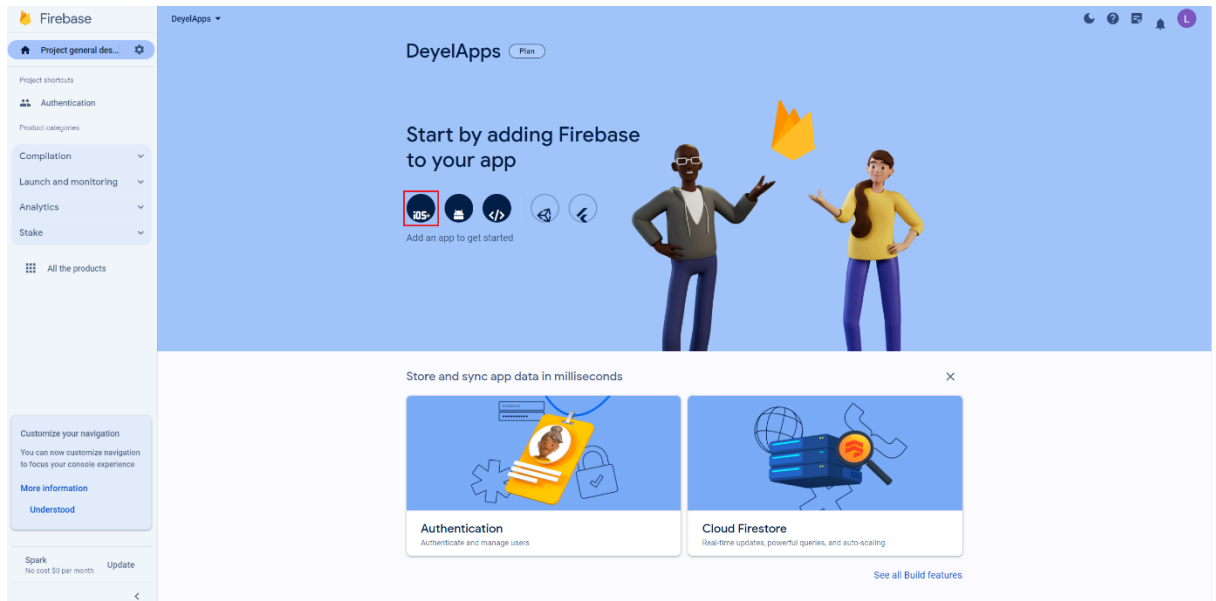 Firebase
DeyelApps
L
Project general des...
Project shortcuts
Authentication
Product categories
Compilation
Launch and monitoring
Analytics
Stake
All the products
Customize your navigation
You can now customize navigation
to focus your console experience
More information
Understood
Spark
No cost $0 per month
Update
DeyelApps
Plan
Start by adding Firebase
to your app
iOS+
</>
Add an app to get started
Store and sync app data in milliseconds
Authentication
Authenticate and manage users
Cloud Firestore
Real-time updates, powerful queries, and auto-scaling
See all Build features